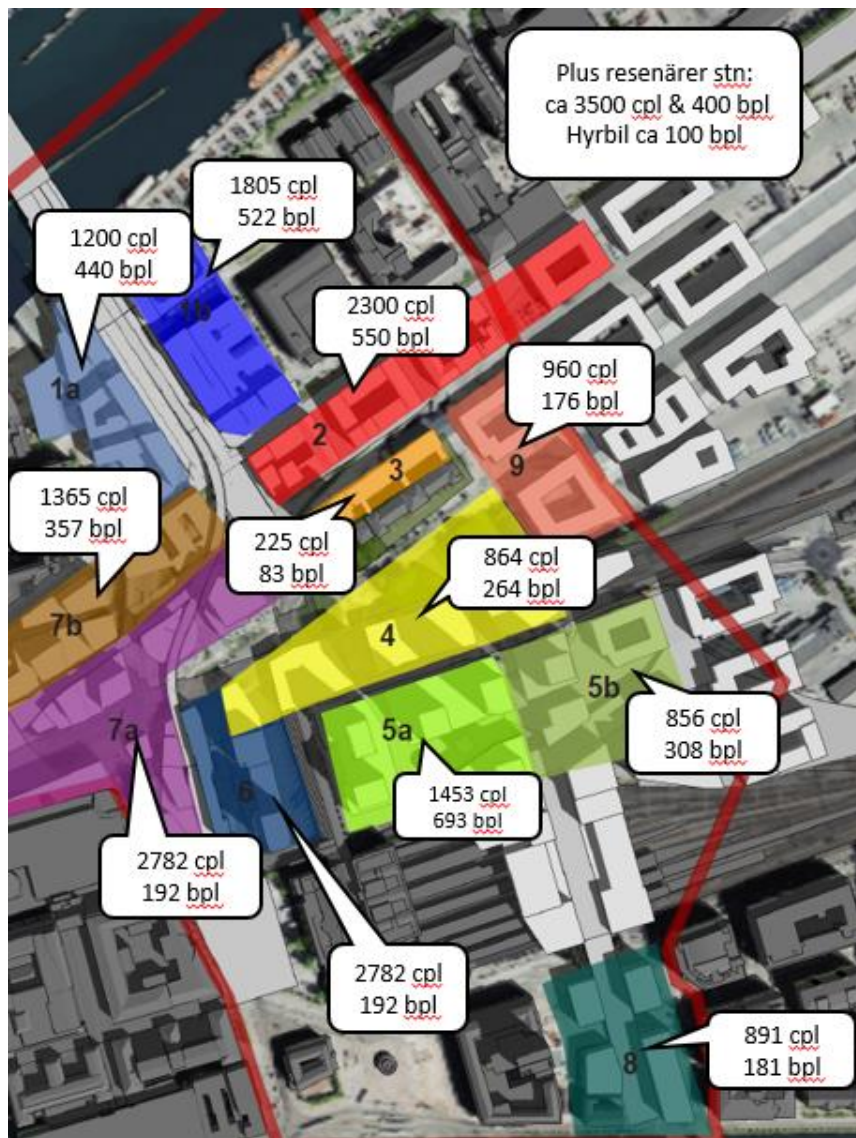 Plus resenärer stn:
ca 3500 cpl & 400 bpl
Hyrbil ca 100 bpl
1805 cpl
522 bpl
1200 cpl
440 bpl
1b
1a
2300 cpl
550 bpl
2
960 cpl
176 bpl
9
3
1365 cpl
357 bpl
7b
225 cpl
83 bpl
864 cpl
264 bpl
4
5b
856 cpl
308 bpl
5a
1453 cpl
693 bpl
7a
6
2782 cpl
192 bpl
2782 cpl
192 bpl
8
891 cpl
181 bpl